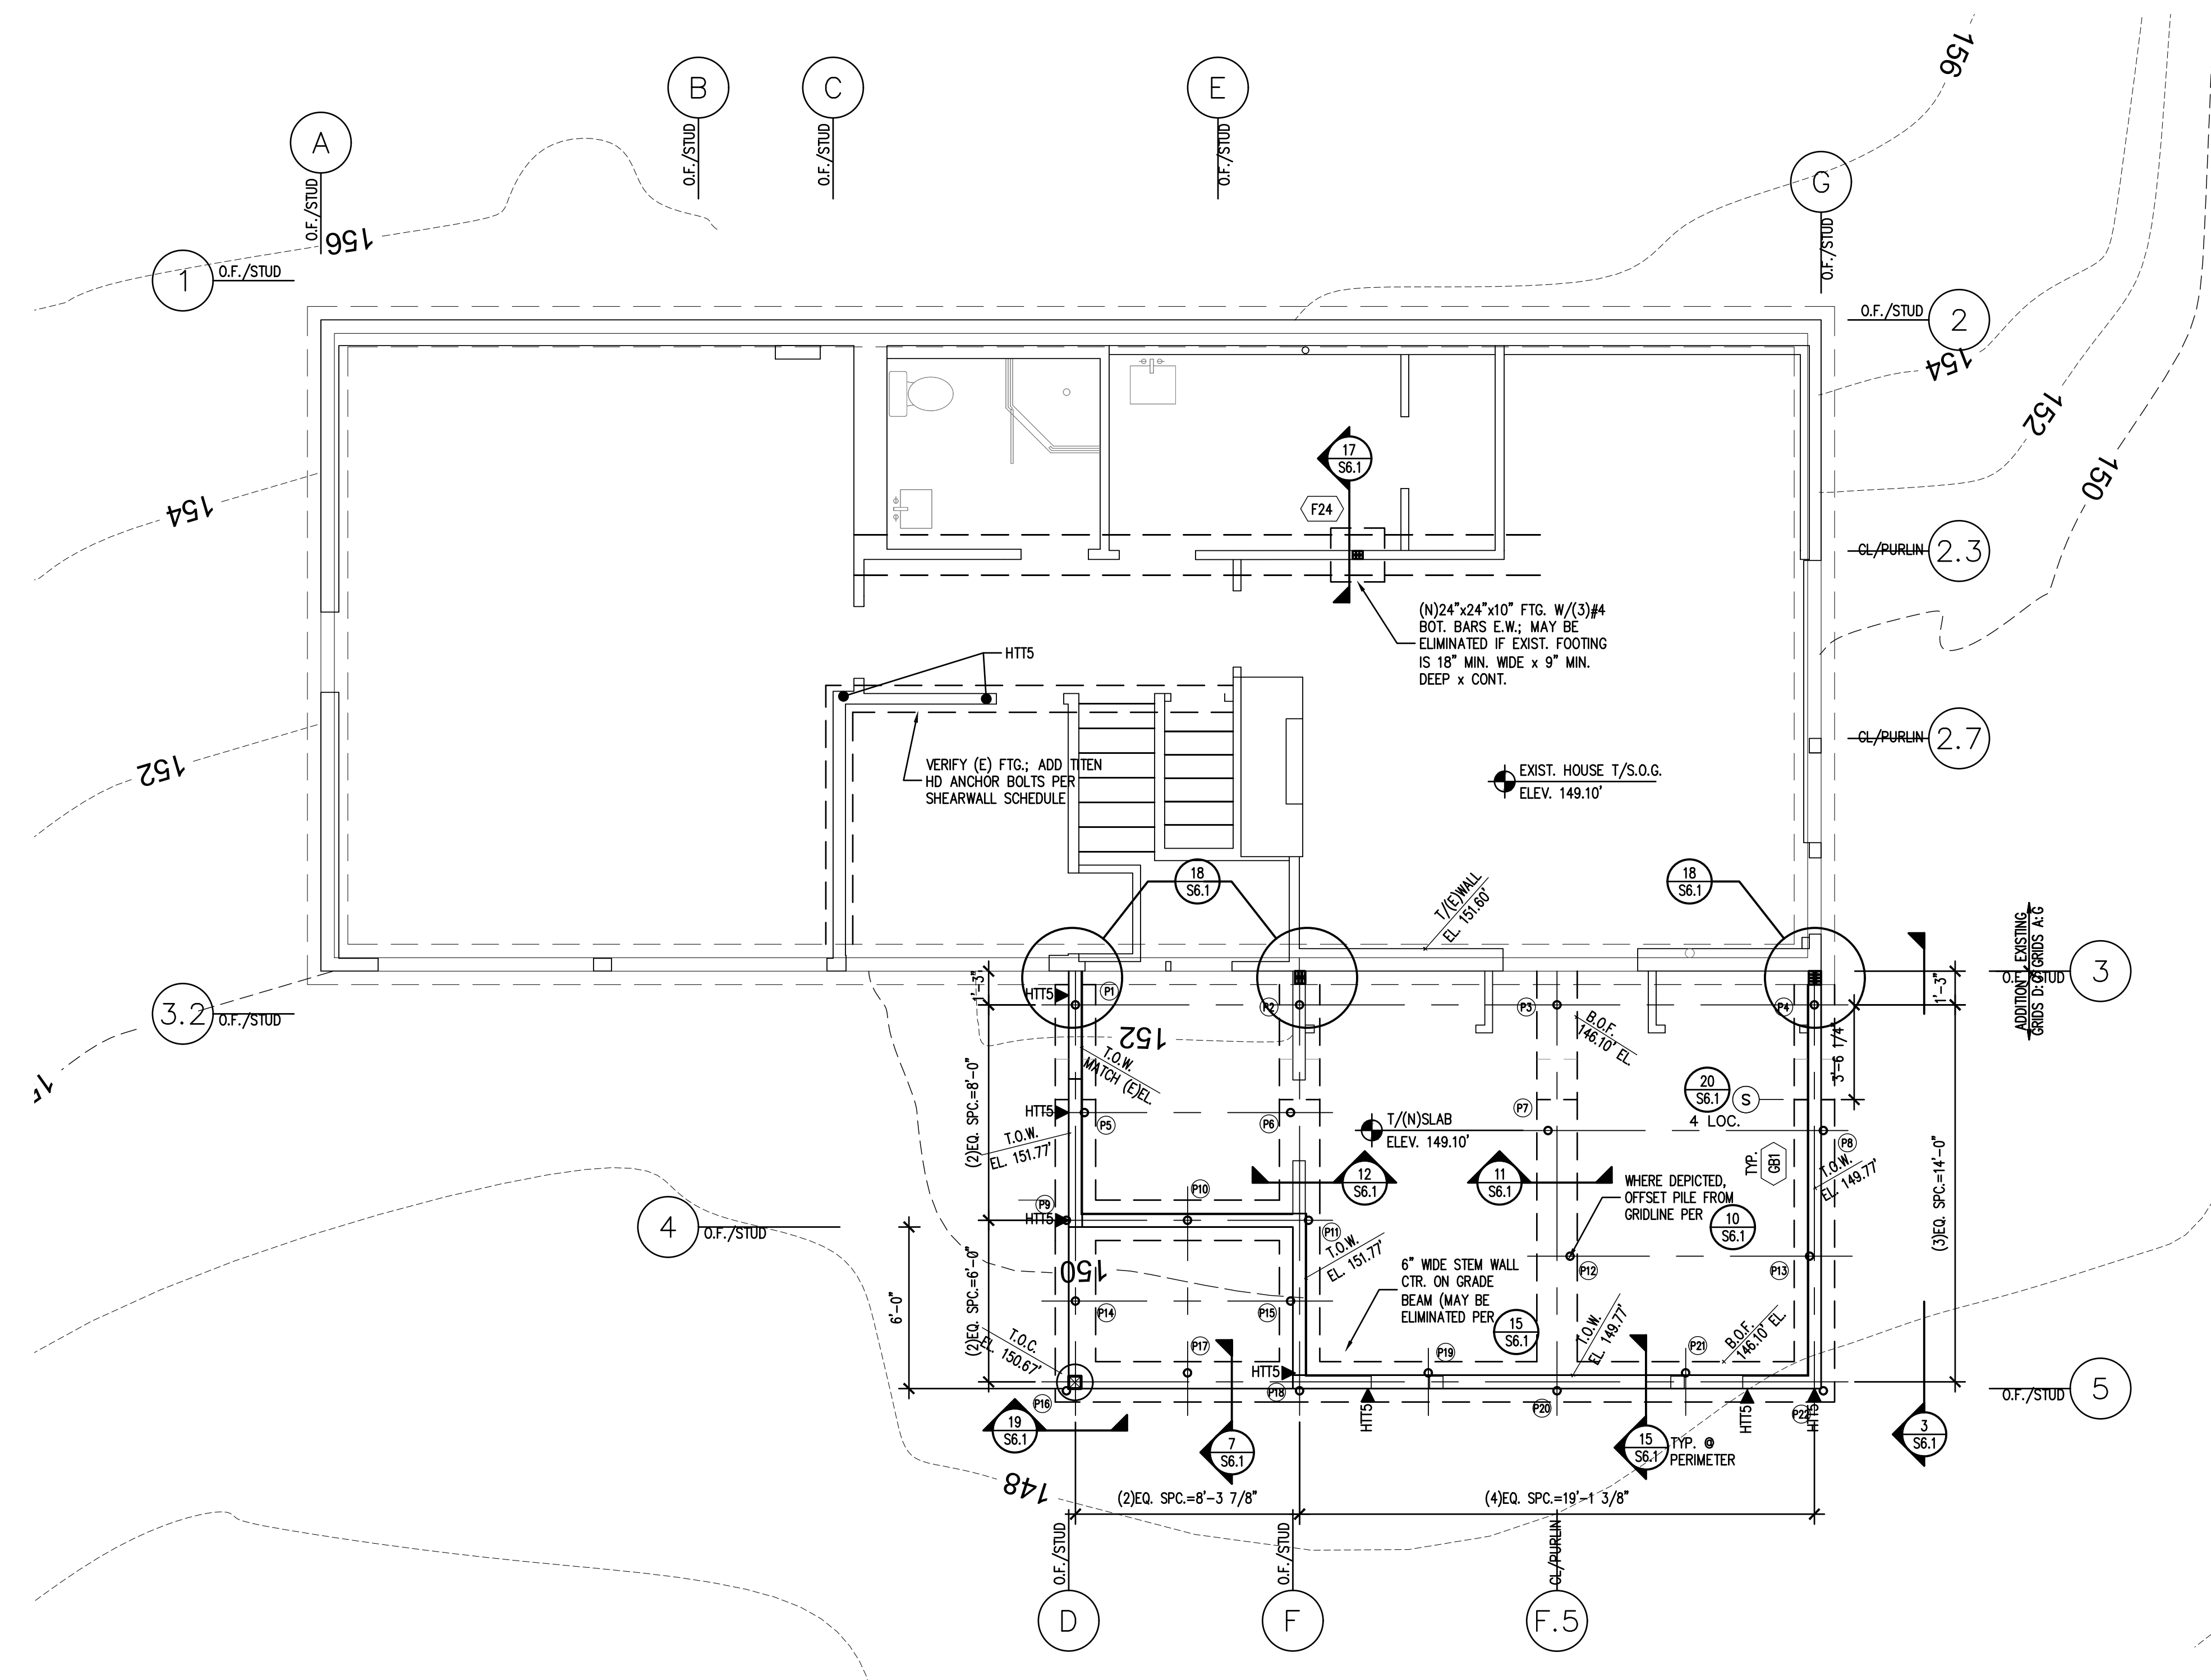 A
B
C
E
G
O.F./STUD
O.F./STUD
O.F./STUD
O.F./STUD
O.F./STUD
156
156
1
O.F./STUD
O.F./STUD
2
154
152
150
154
152
17
S6.1
F24
CL/PURLIN
2.3
(N)24"x24"x10" FTG. W/(3)#4
BOT. BARS E.W.; MAY BE
ELIMINATED IF EXIST. FOOTING
IS 18" MIN. WIDE x 9" MIN.
DEEP x CONT.
HTT5
CL/PURLIN
2.7
VERIFY (E) FTG.; ADD TITEN
HD ANCHOR BOLTS PER
SHEARWALL SCHEDULE
EXIST. HOUSE T/S.O.G.
ELEV. 149.10'
18
S6.1
T/(E)WALL
EL. 151.60'
18
S6.1
ADDITION EXISTING
GRIDS D:G GRIDS A:G
O.F./STUD
3
3.2
O.F./STUD
1'-3"
HTT5
P1
P2
P3
P4
1'-3"
152
B.O.F.
146.10' EL.
T.O.W.
MATCH (E)EL.
3'-6 1/4"
(2)EQ. SPC.=8'-0"
HTT5
P5
P6
P7
20
S6.1
S
4 LOC.
T/(N)SLAB
ELEV. 149.10'
P8
T.O.W.
EL. 151.77'
12
S6.1
11
S6.1
TYP.
GB1
T.O.W.
EL. 149.77'
WHERE DEPICTED,
OFFSET PILE FROM
GRIDLINE PER
10
S6.1
(3)EQ. SPC.=14'-0"
P9
P10
HTT5
P11
4
O.F./STUD
T.O.W.
EL. 151.77'
150
P12
P13
6" WIDE STEM WALL
CTR. ON GRADE
BEAM (MAY BE
ELIMINATED PER
15
S6.1
6'-0"
(2)EQ. SPC.=6'-0"
P14
P15
T.O.C.
EL. 150.67'
T.O.W.
149.77'
B.O.F.
146.10' EL.
P17
P19
P21
HTT5
P16
P18
P20
P22
HTT5
HTT5
HTT5
O.F./STUD
5
19
S6.1
7
S6.1
15
S6.1
TYP. @
PERIMETER
3
S6.1
148
(2)EQ. SPC.=8'-3 7/8"
(4)EQ. SPC.=19'-1 3/8"
O.F./STUD
O.F./STUD
CL/PURLIN
D
F
F.5